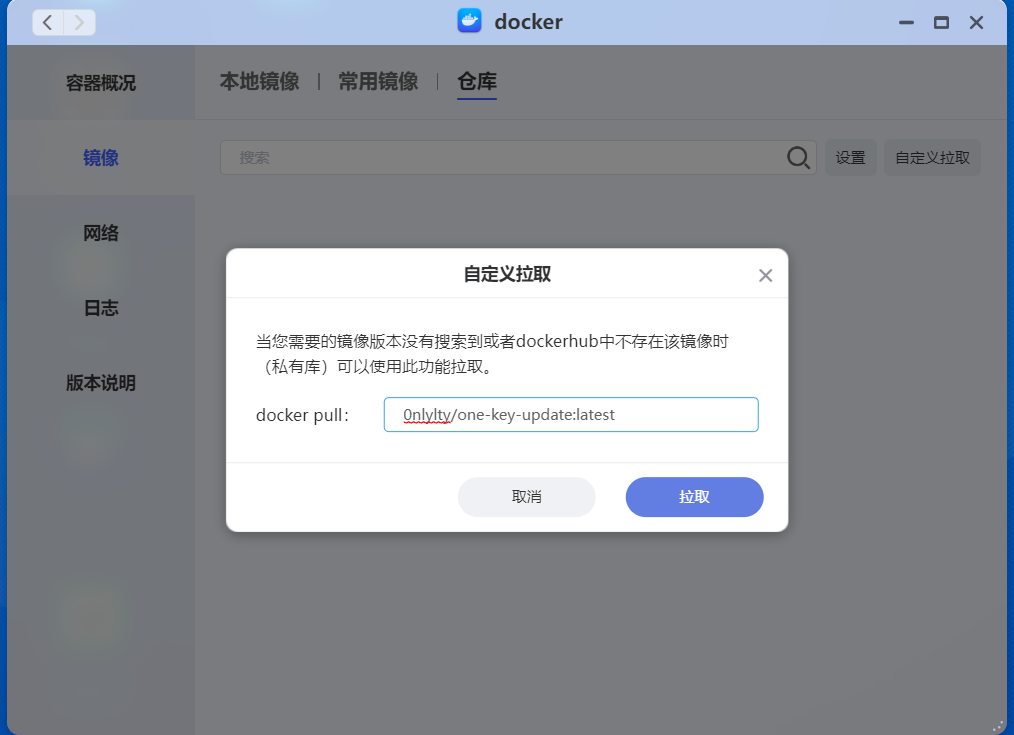 docker
容器概况
镜像
网络
日志
版本说明
本地镜像 | 常用镜像 | 仓库
搜索
设置
自定义拉取
自定义拉取
当您需要的镜像版本没有搜索到或者dockerhub中不存在该镜像时
（私有库）可以使用此功能拉取。
docker pull：
0nlylty/one-key-update:latest
取消
拉取